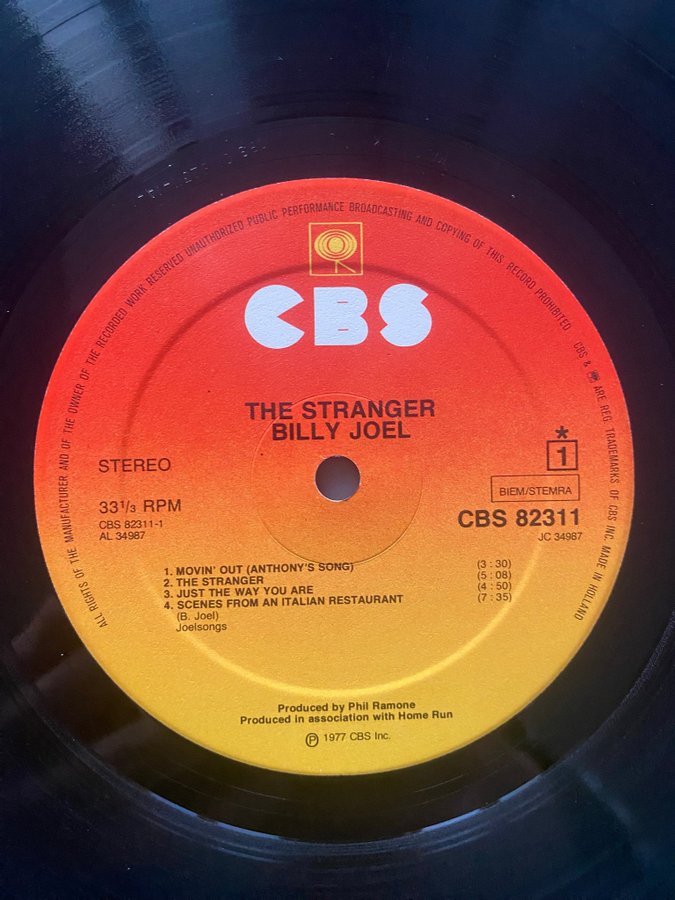 ALL RIGHTS OF THE MANUFACTURER AND OF THE OWNER OF THE RECORDED WORK RESERVED UNAUTHORIZED PUBLIC PERFORMANCE BROADCASTING AND COPYING OF THIS RECORD PROHIBITED. CBS & ARE REG. TRADEMARKS OF CBS INC. MADE IN HOLLAND
CBS
THE STRANGER
BILLY JOEL
STEREO
*
1
33 1/3 RPM
BIEM/STEMRA
CBS 82311-1
CBS 82311
AL 34987
JC 34987
1. MOVIN' OUT (ANTHONY'S SONG) (3 : 30)
2. THE STRANGER (5 : 08)
3. JUST THE WAY YOU ARE (4 : 50)
4. SCENES FROM AN ITALIAN RESTAURANT (7 : 35)
(B. Joel)
Joelsongs
Produced by Phil Ramone
Produced in association with Home Run
℗ 1977 CBS Inc.